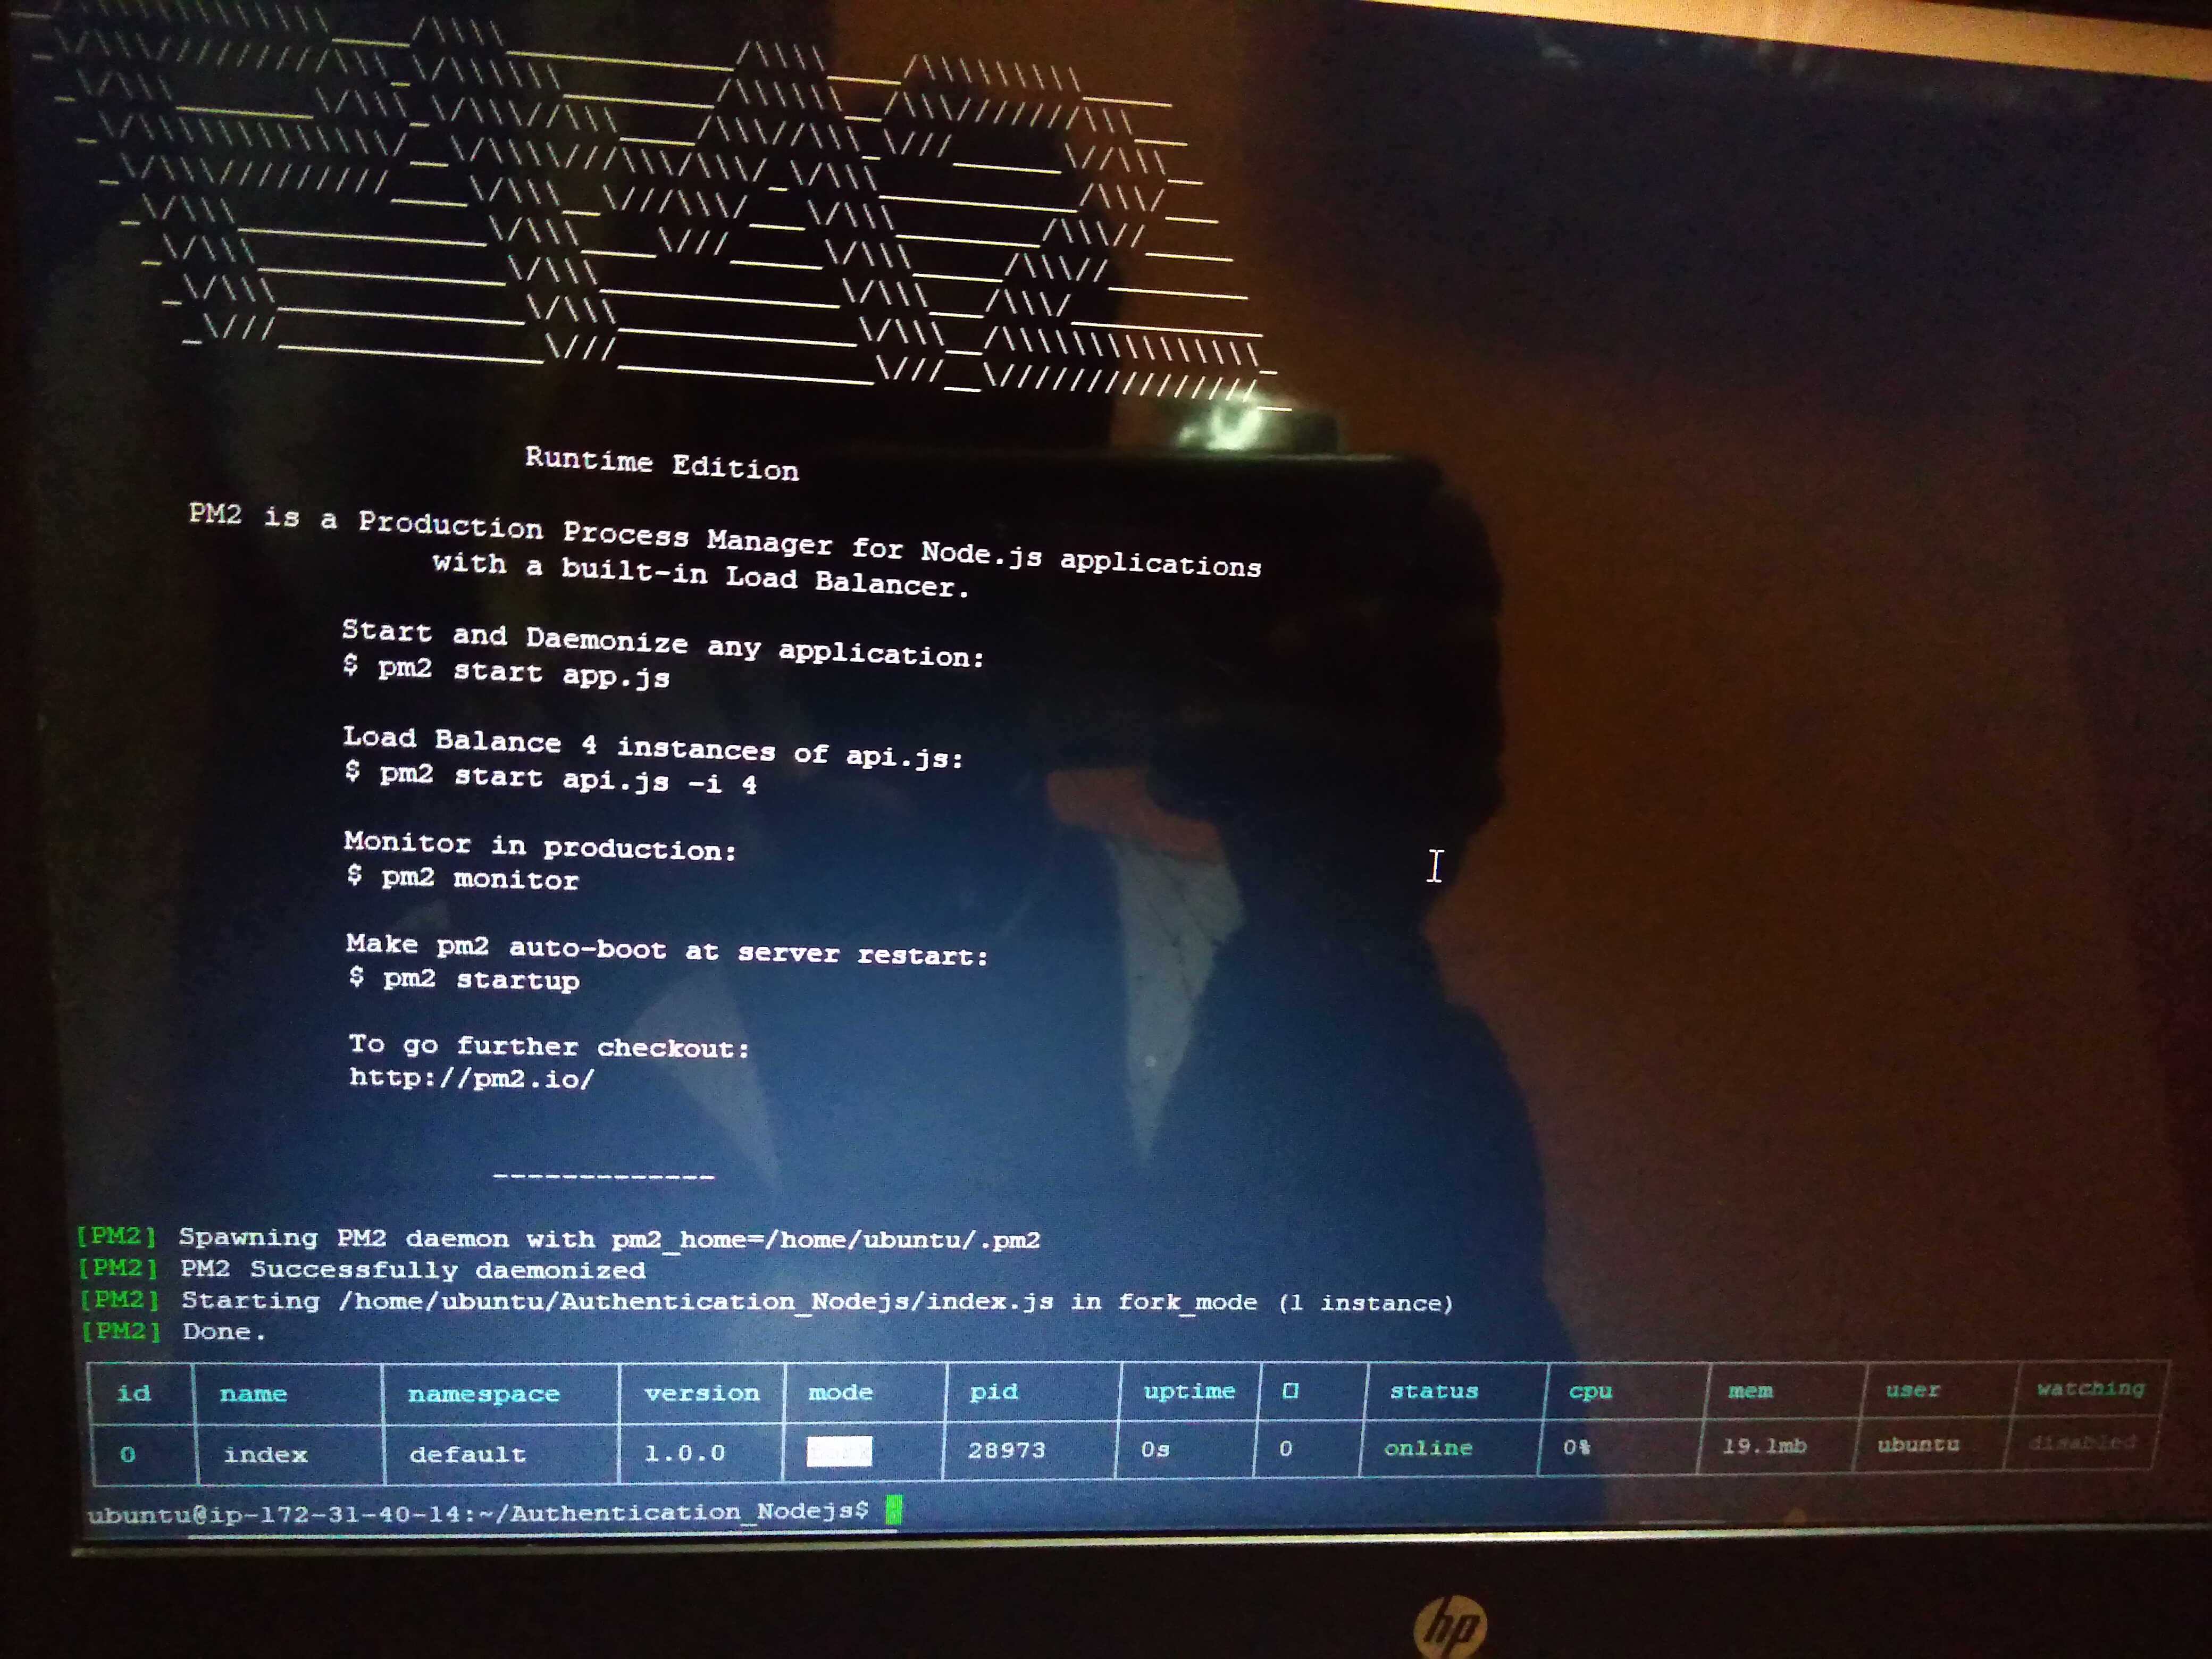 Runtime Edition
PM2 is a Production Process Manager for Node.js applications
with a built-in Load Balancer.
Start and Daemonize any application:
$ pm2 start app.js
Load Balance 4 instances of api.js:
$ pm2 start api.js -i 4
Monitor in production:
$ pm2 monitor
Make pm2 auto-boot at server restart:
$ pm2 startup
To go further checkout:
http://pm2.io/
-------------
[PM2] Spawning PM2 daemon with pm2_home=/home/ubuntu/.pm2
[PM2] PM2 Successfully daemonized
[PM2] Starting /home/ubuntu/Authentication_Nodejs/index.js in fork_mode (1 instance)
[PM2] Done.
id name namespace version mode pid uptime status cpu mem user watching
0 index default 1.0.0 28973 0s 0 online 0% 19.1mb ubuntu disabled
ubuntu@ip-172-31-40-14:~/Authentication_Nodejs$
hp